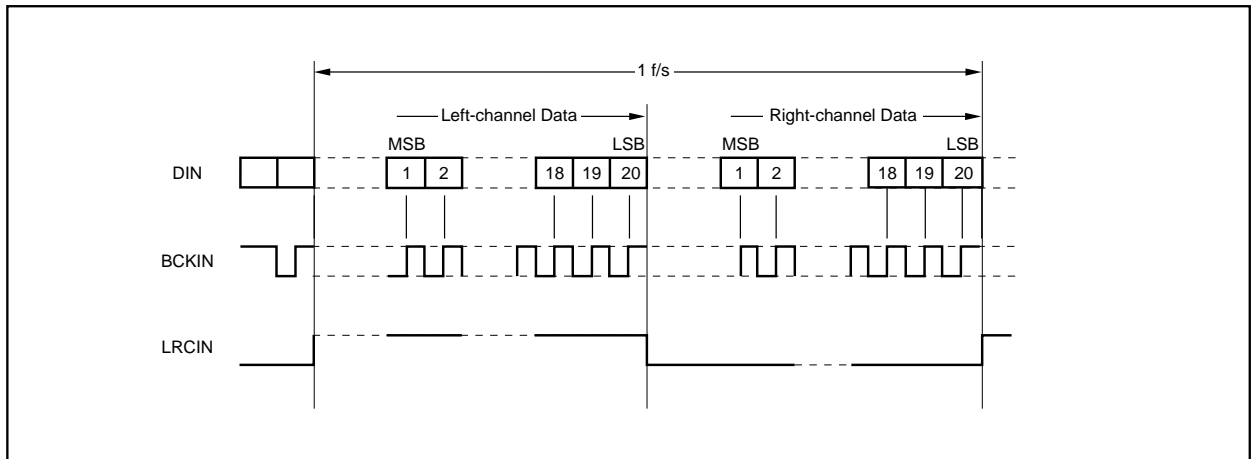 1 f/s
Left-channel Data
Right-channel Data
MSB
LSB
MSB
LSB
DIN
1 2 18 19 20 1 2 18 19 20
BCKIN
LRCIN